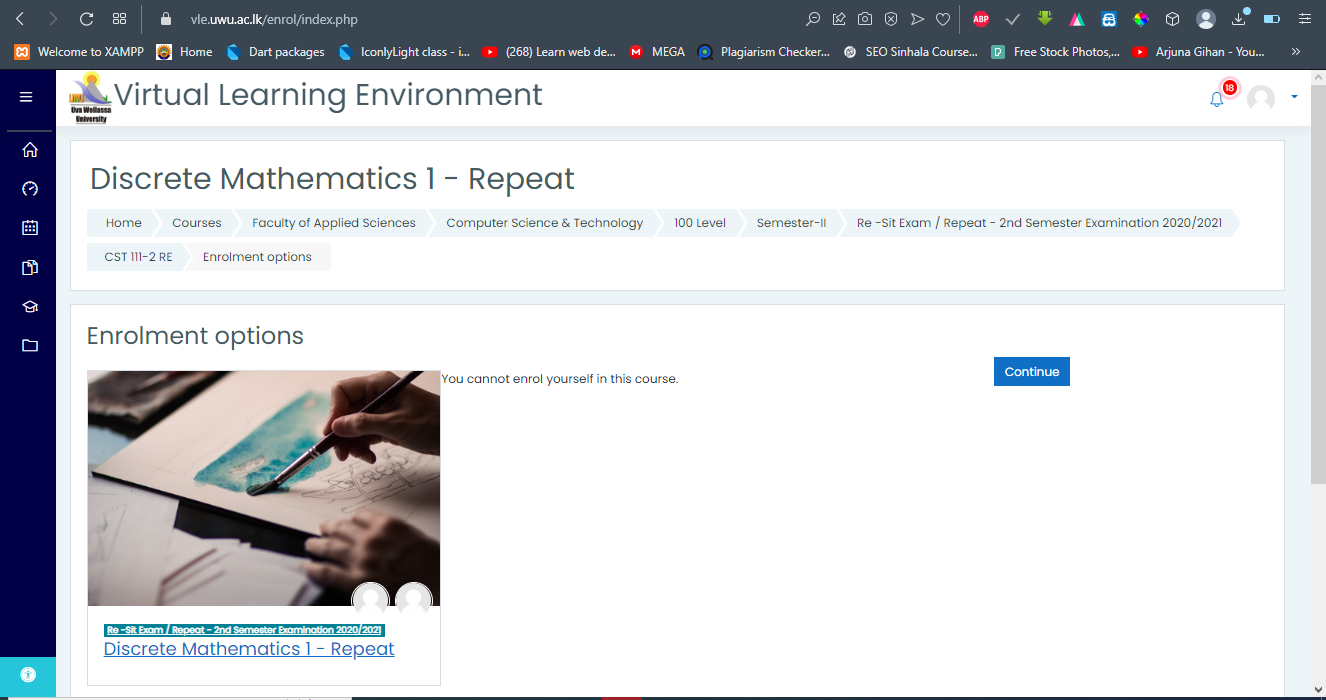 vle.uwu.ac.lk/enrol/index.php
ABP
Welcome to XAMPP Home Dart packages IconlyLight class - i... (268) Learn web de... MEGA Plagiarism Checker... SEO Sinhala Course... Free Stock Photos,... Arjuna Gihan - You...
Uva Wellassa
University
Virtual Learning Environment
18
Discrete Mathematics 1 - Repeat
Home Courses Faculty of Applied Sciences Computer Science & Technology 100 Level Semester-II Re -Sit Exam / Repeat - 2nd Semester Examination 2020/2021
CST 111-2 RE Enrolment options
Enrolment options
You cannot enrol yourself in this course.
Continue
Re -Sit Exam / Repeat - 2nd Semester Examination 2020/2021
Discrete Mathematics 1 - Repeat